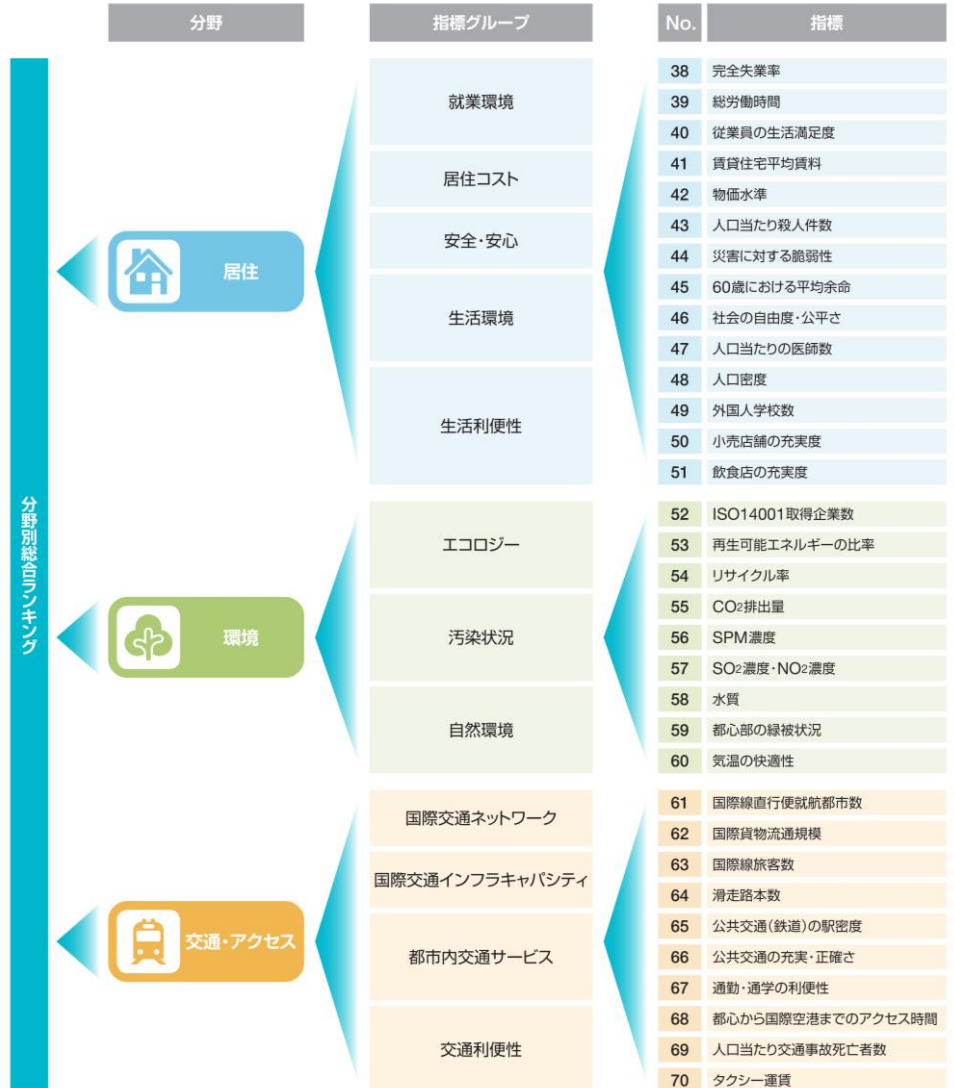 分野 指標グループ No. 指標
分野別総合ランキング
居住
就業環境
38 完全失業率
39 総労働時間
40 従業員の生活満足度
居住コスト
41 賃貸住宅平均賃料
42 物価水準
安全・安心
43 人口当たり殺人件数
44 災害に対する脆弱性
生活環境
45 60歳における平均余命
46 社会の自由度・公平さ
47 人口当たりの医師数
生活利便性
48 人口密度
49 外国人学校数
50 小売店舗の充実度
51 飲食店の充実度
環境
エコロジー
52 ISO14001取得企業数
53 再生可能エネルギーの比率
54 リサイクル率
汚染状況
55 CO2排出量
56 SPM濃度
57 SO2濃度・NO2濃度
自然環境
58 水質
59 都心部の緑被状況
60 気温の快適性
交通・アクセス
国際交通ネットワーク
61 国際線直行便就航都市数
62 国際貨物流通規模
国際交通インフラキャパシティ
63 国際線旅客数
64 滑走路本数
都市内交通サービス
65 公共交通(鉄道)の駅密度
66 公共交通の充実・正確さ
67 通勤・通学の利便性
交通利便性
68 都心から国際空港までのアクセス時間
69 人口当たり交通事故死亡者数
70 タクシー運賃